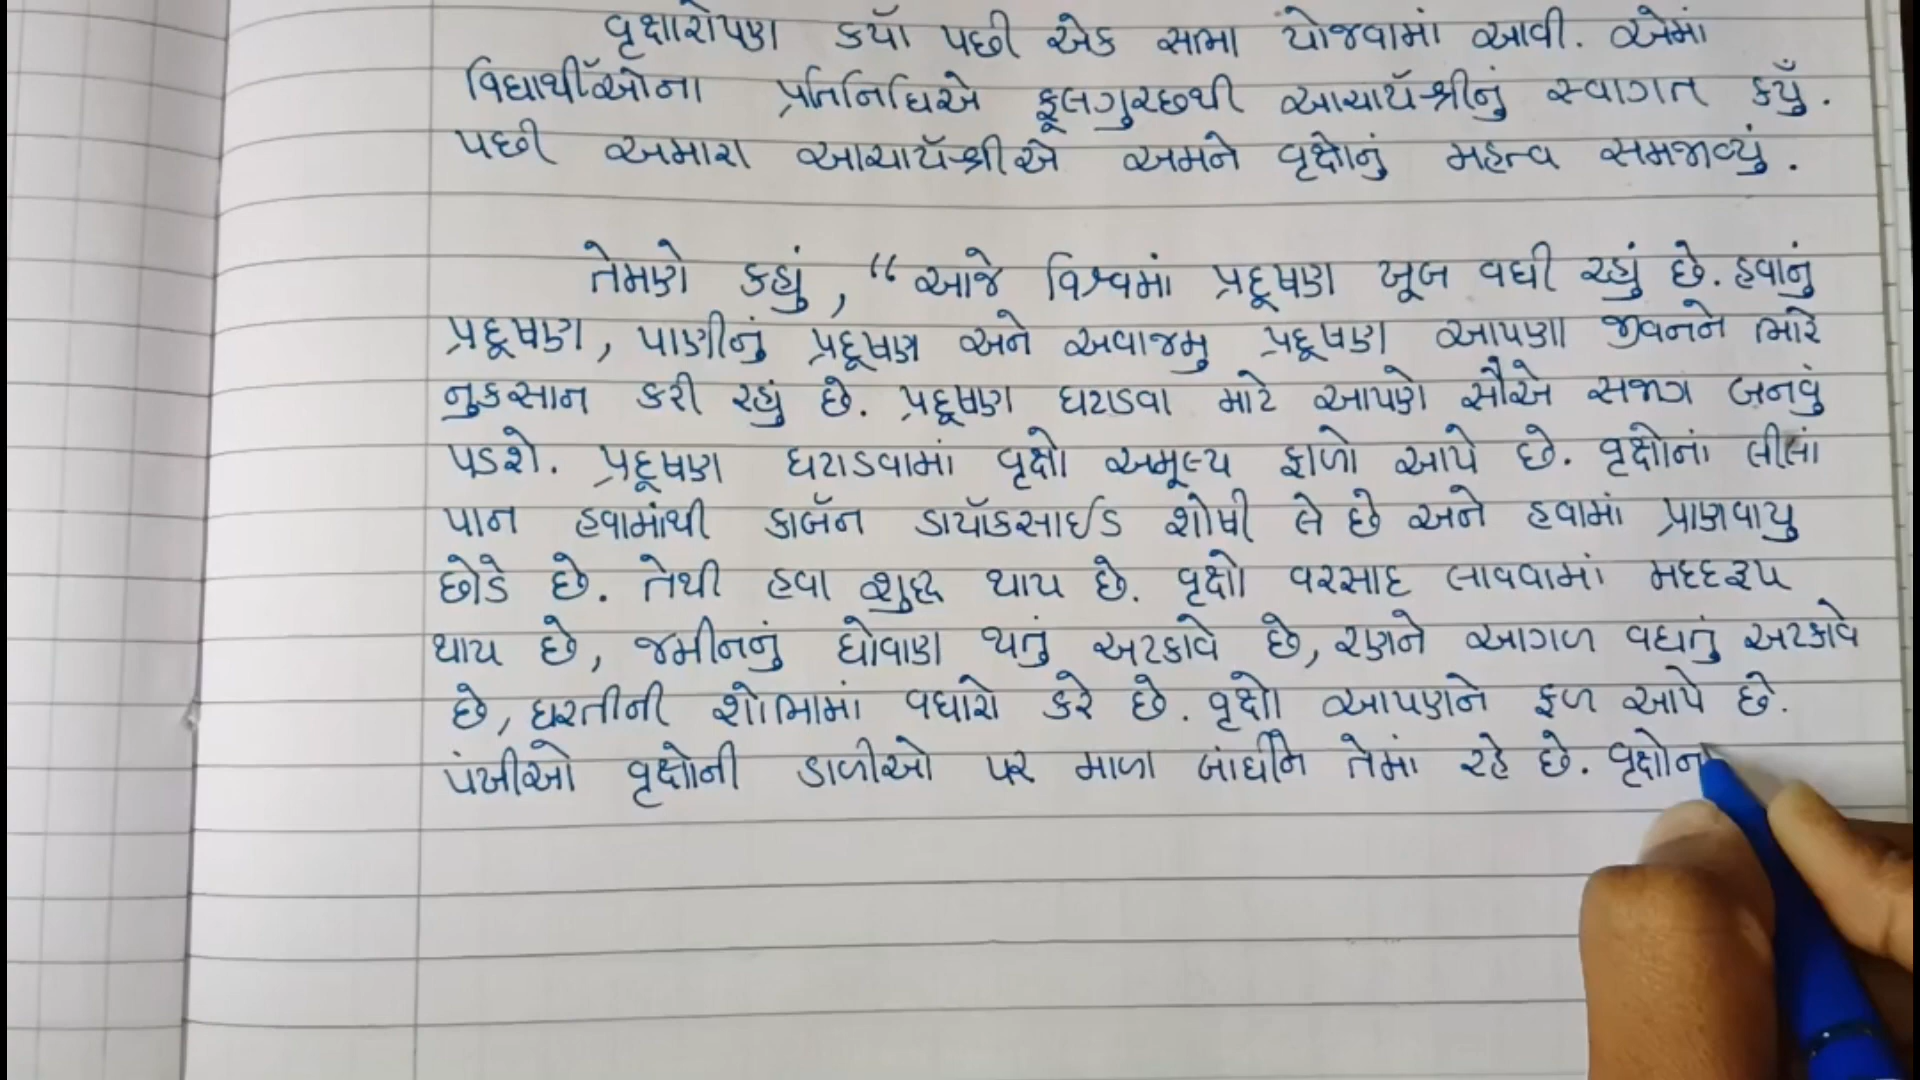 વૃક્ષારોપણ કર્યા પછી એક સભા યોજવામાં આવી. એમાં
વિદ્યાર્થીઓના પ્રતિનિધિએ ફૂલગુચ્છથી આચાર્યશ્રીનું સ્વાગત કર્યું.
પછી અમારા આચાર્યશ્રીએ અમને વૃક્ષોનું મહત્વ સમજાવ્યું.
તેમણે કહ્યું, “આજે વિશ્વમાં પ્રદૂષણ ખૂબ વધી રહ્યું છે. હવાનું
પ્રદૂષણ, પાણીનું પ્રદૂષણ અને અવાજમુ પ્રદૂષણ આપણા જીવનને ભારે
નુકસાન કરી રહ્યું છે. પ્રદૂષણ ઘટાડવા માટે આપણે સૌએ સજાગ બનવું
પડશે. પ્રદૂષણ ઘટાડવામાં વૃક્ષો અમૂલ્ય ફાળો આપે છે. વૃક્ષોનાં લીલાં
પાન હવામાંથી કાર્બન ડાયૉકસાઈડ શોષી લે છે અને હવામાં પ્રાણવાયુ
છોડે છે. તેથી હવા શુદ્ધ થાય છે. વૃક્ષો વરસાદ લાવવામાં મદદરૂપ
થાય છે, જમીનનું ધોવાણ થતું અટકાવે છે, રણને આગળ વધતું અટકાવે
છે, ધરતીની શોભામાં વધારો કરે છે. વૃક્ષો આપણને ફળ આપે છે.
પંખીઓ વૃક્ષોની ડાળીઓ પર માળા બાંધીને તેમાં રહે છે. વૃક્ષોન